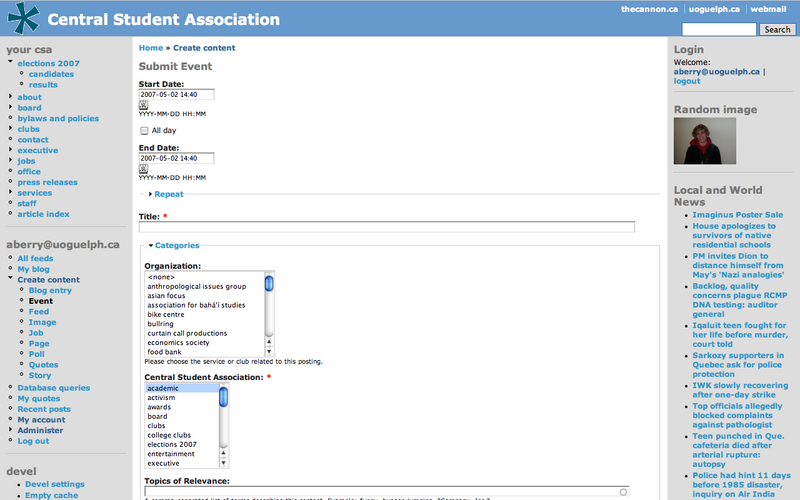 Central Student Association
thecannon.ca uoguelph.ca webmail
Search
your csa
elections 2007
candidates
results
about
board
bylaws and policies
clubs
contact
executive
jobs
office
press releases
services
staff
article index
aberry@uoguelph.ca
All feeds
My blog
Create content
Blog entry
Event
Feed
Image
Job
Page
Poll
Quotes
Story
Database queries
My quotes
Recent posts
My account
Administer
Log out
devel
Devel settings
Empty cache
Home » Create content
Submit Event
Start Date:
2007-05-02 14:40
YYYY-MM-DD HH:MM
All day
End Date:
2007-05-02 14:40
YYYY-MM-DD HH:MM
Repeat
Title: *
Categories
Organization:
<none>
anthropological issues group
asian focus
association for bahá'í studies
bike centre
bullring
curtain call productions
economics society
food bank
Please choose the service or club related to this posting.
Central Student Association: *
academic
activism
awards
board
clubs
college clubs
elections 2007
entertainment
executive
Topics of Relevance:
Login
Welcome:
aberry@uoguelph.ca |
logout
Random image
Local and World
News
Imaginus Poster Sale
House apologizes to
survivors of native
residential schools
PM invites Dion to
distance himself from
May's 'Nazi analogies'
Backlog, quality
concerns plague RCMP
DNA testing: auditor
general
Iqaluit teen fought for
her life before murder,
court told
Sarkozy supporters in
Quebec ask for police
protection
IWK slowly recovering
after one-day strike
Top officials allegedly
blocked complaints
against pathologist
Teen punched in Que.
cafeteria died after
arterial rupture:
autopsy
Police had hint 11 days
before 1985 disaster,
inquiry on Air India